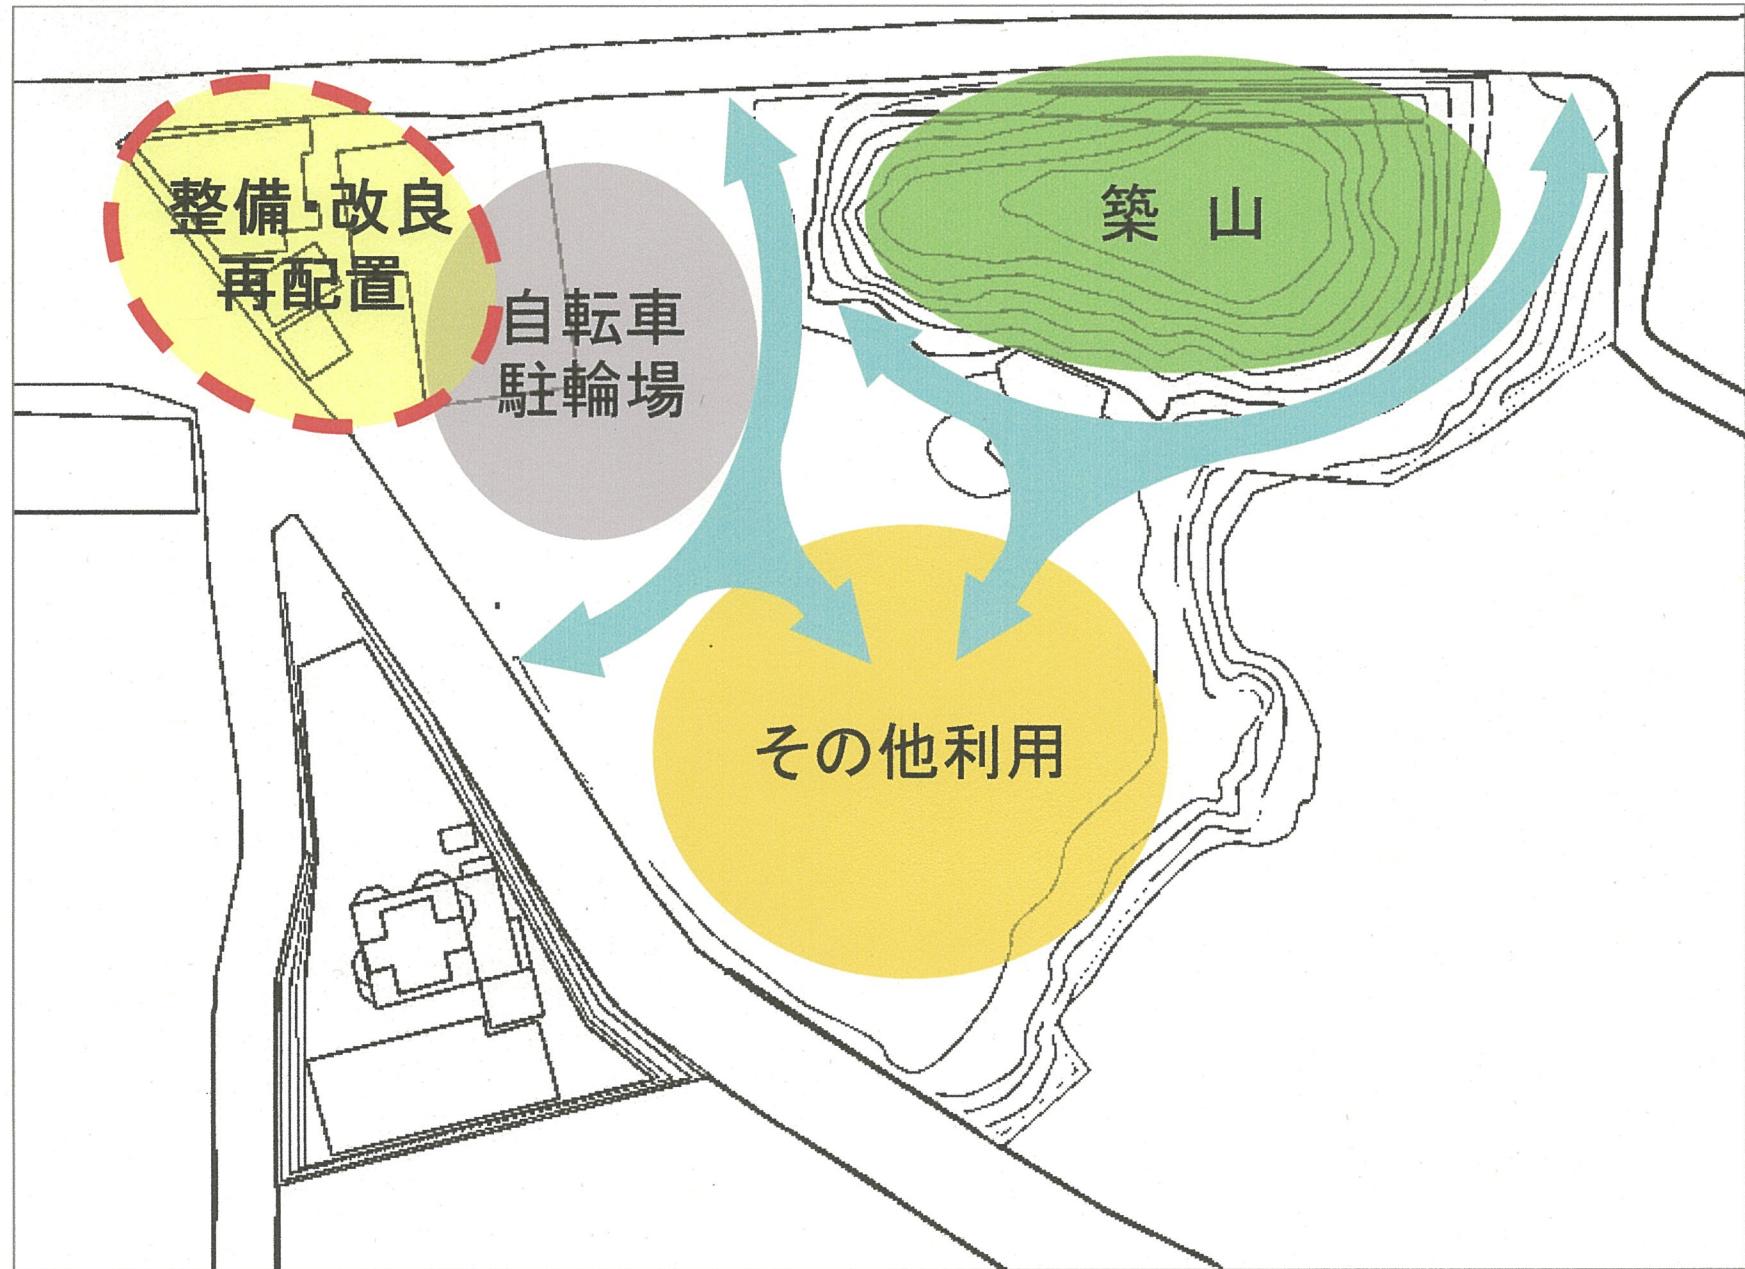 整備・改良
再配置
自転車
駐輪場
築　山
その他利用